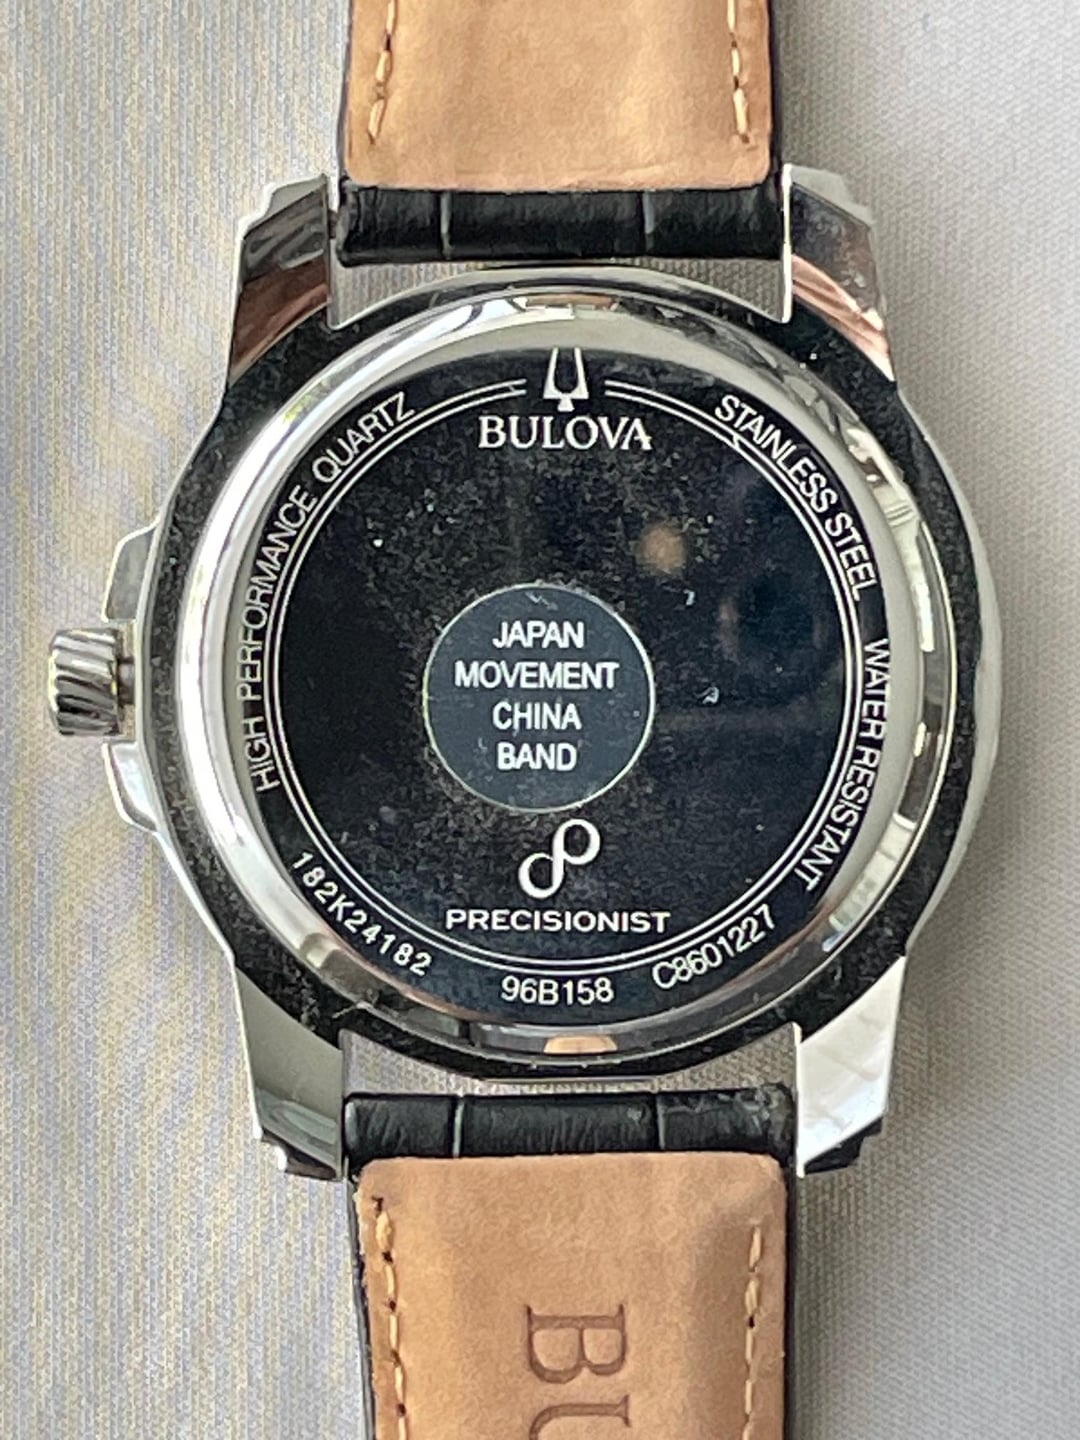 BULOVA
HIGH PERFORMANCE QUARTZ
STAINLESS STEEL
WATER RESISTANT
JAPAN
MOVEMENT
CHINA
BAND
PRECISIONIST
182K24182
96B158
C8601227
BU